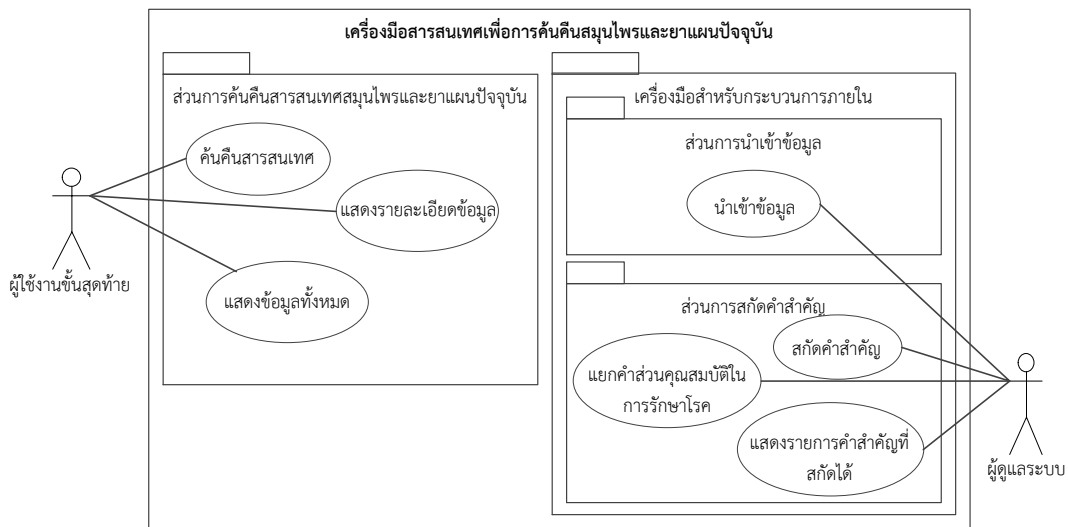 เครื่องมือสารสนเทศเพื่อการค้นคืนสมุนไพรและยาแผนปัจจุบัน
ส่วนการค้นคืนสารสนเทศสมุนไพรและยาแผนปัจจุบัน
ค้นคืนสารสนเทศ
แสดงรายละเอียดข้อมูล
แสดงข้อมูลทั้งหมด
ผู้ใช้งานขั้นสุดท้าย
เครื่องมือสำหรับกระบวนการภายใน
ส่วนการนำเข้าข้อมูล
นำเข้าข้อมูล
ส่วนการสกัดคำสำคัญ
สกัดคำสำคัญ
แยกคำส่วนคุณสมบัติใน
การรักษาโรค
แสดงรายการคำสำคัญที่
สกัดได้
ผู้ดูแลระบบ